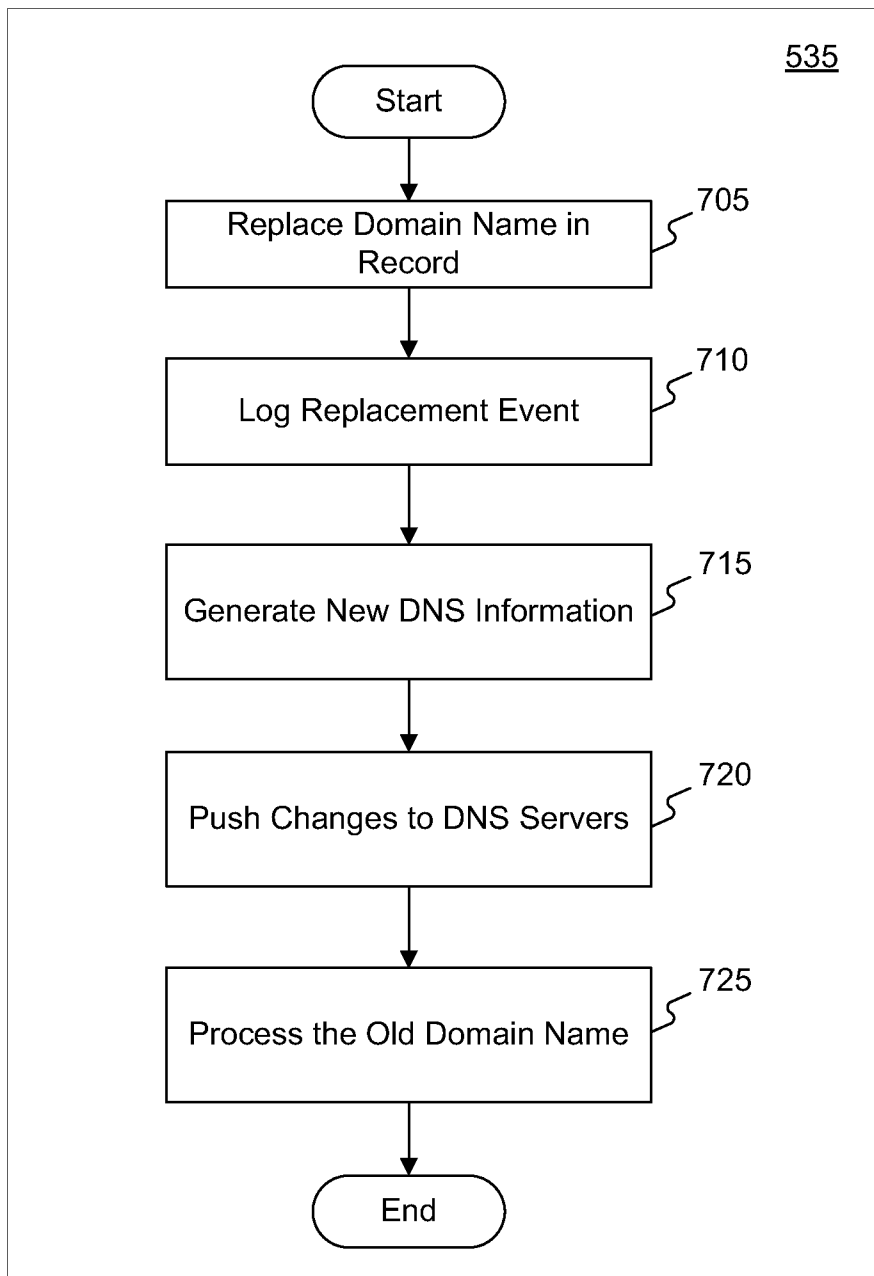 535
Start
705
Replace Domain Name in
Record
710
Log Replacement Event
715
Generate New DNS Information
720
Push Changes to DNS Servers
725
Process the Old Domain Name
End